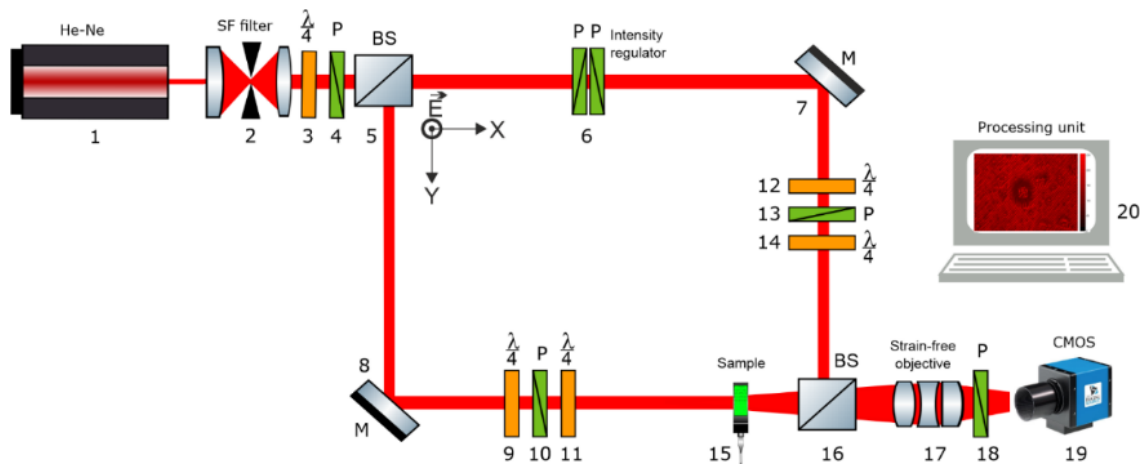 He-Ne
SF filter
λ/4
P
BS
P P
Intensity
regulator
M
E
X
Y
1
2
3
4
5
6
7
Processing unit
20
12
λ/4
13
P
14
λ/4
8
M
λ/4
P
λ/4
Sample
BS
Strain-free
objective
P
CMOS
9
10
11
15
16
17
18
19